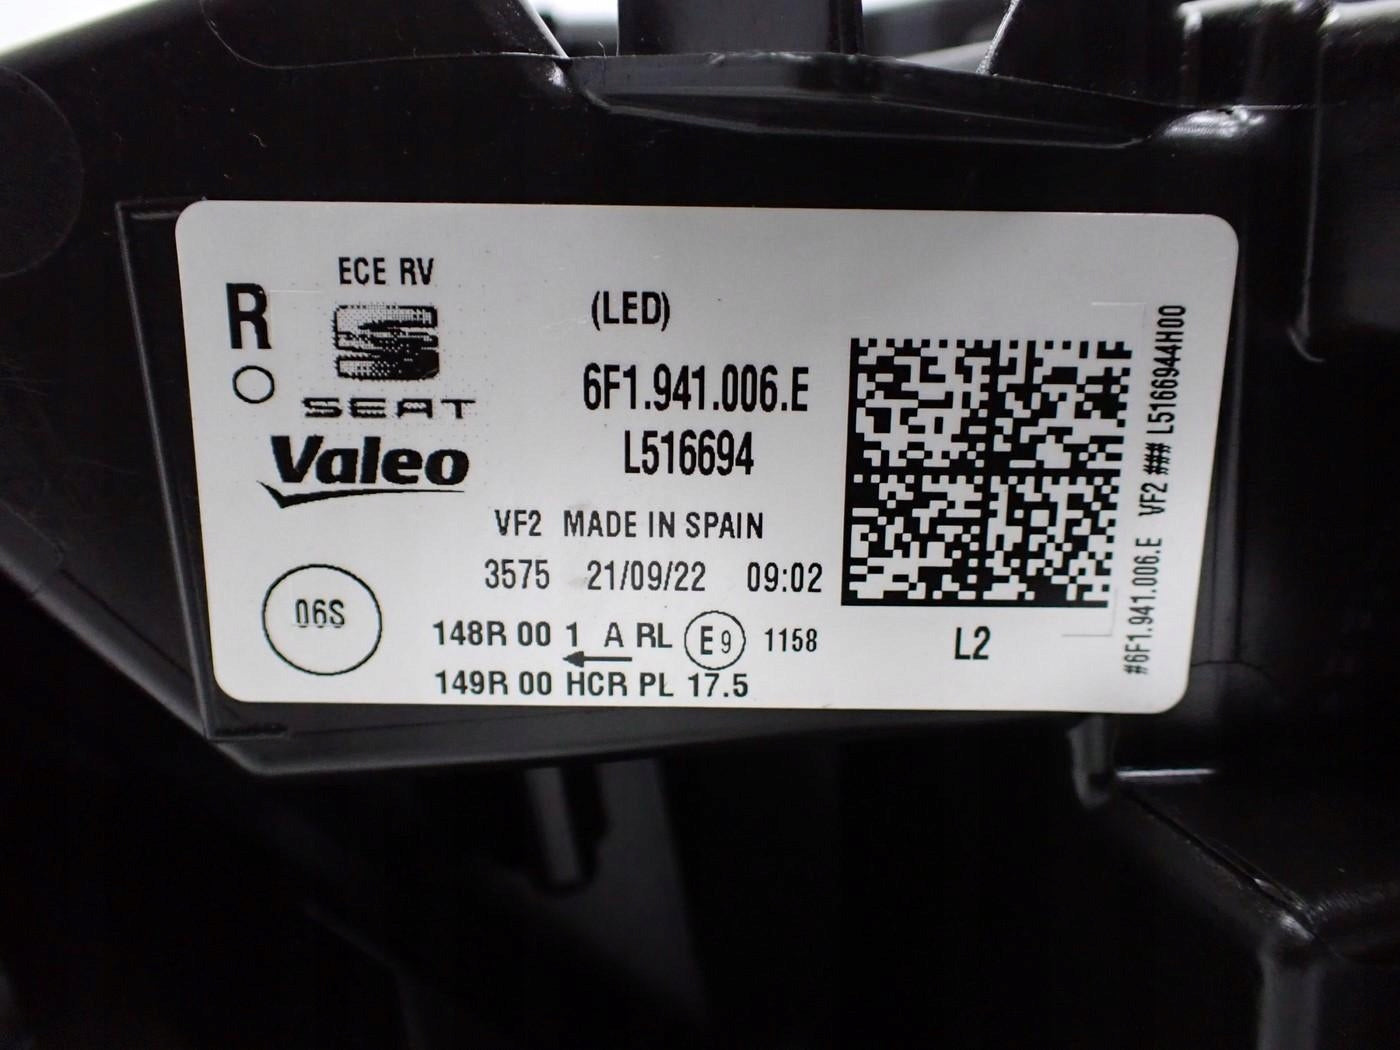 R
ECE RV
SEAT
Valeo
(LED)
6F1.941.006.E
L516694
VF2 MADE IN SPAIN
3575 21/09/22 09:02
06S
148R 00 1 A RL E9 1158
149R 00 HCR PL 17.5
L2
#6F1.941.006.E VF2 ### L5166944H00